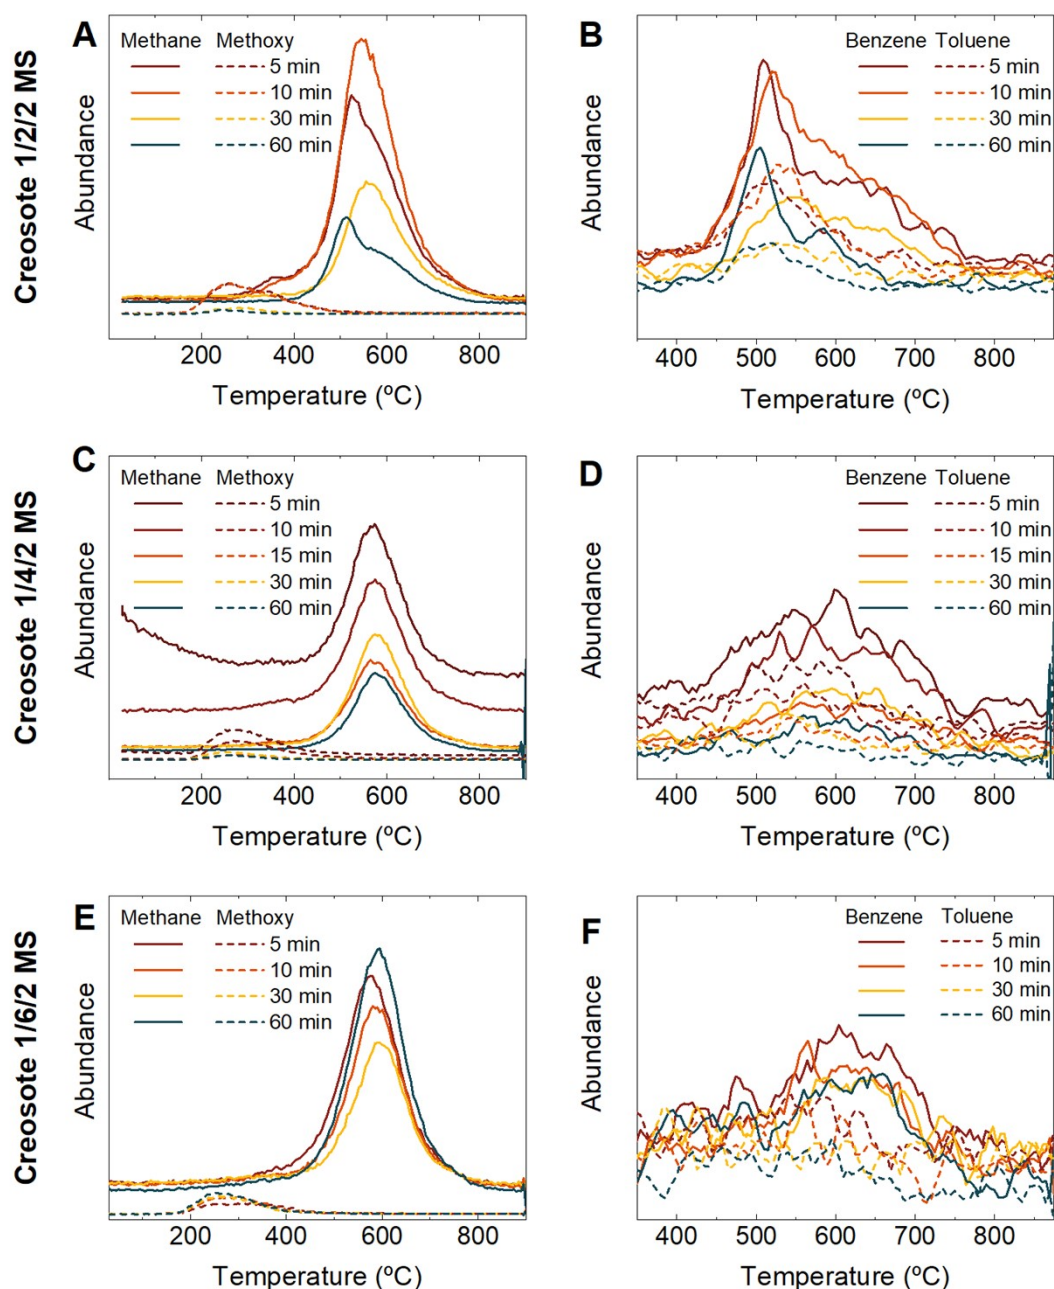 Creosote 1/2/2 MS
A
Methane Methoxy
5 min
10 min
30 min
60 min
Abundance
200 400 600 800
Temperature (ºC)
B
Benzene Toluene
5 min
10 min
30 min
60 min
Abundance
400 500 600 700 800
Temperature (ºC)
Creosote 1/4/2 MS
C
Methane Methoxy
5 min
10 min
15 min
30 min
60 min
Abundance
200 400 600 800
Temperature (ºC)
D
Benzene Toluene
5 min
10 min
15 min
30 min
60 min
Abundance
400 500 600 700 800
Temperature (ºC)
Creosote 1/6/2 MS
E
Methane Methoxy
5 min
10 min
30 min
60 min
Abundance
200 400 600 800
Temperature (ºC)
F
Benzene Toluene
5 min
10 min
30 min
60 min
Abundance
400 500 600 700 800
Temperature (ºC)